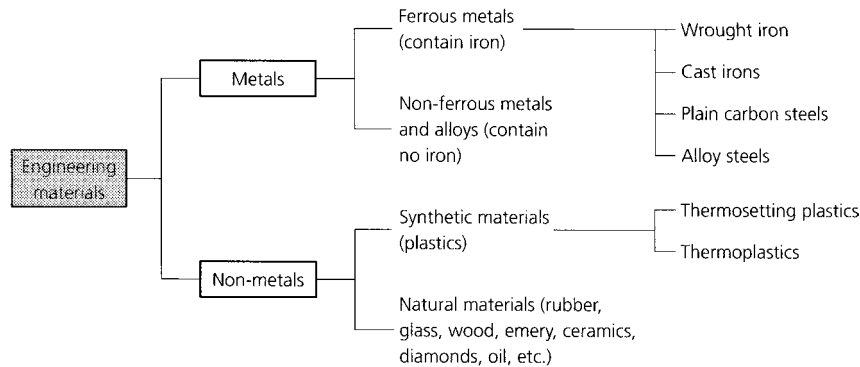 Ferrous metals
(contain iron)
Wrought iron
Cast irons
Plain carbon steels
Alloy steels
Metals
Non-ferrous metals
and alloys (contain
no iron)
Engineering
materials
Synthetic materials
(plastics)
Thermosetting plastics
Thermoplastics
Non-metals
Natural materials (rubber,
glass, wood, emery, ceramics,
diamonds, oil, etc.)